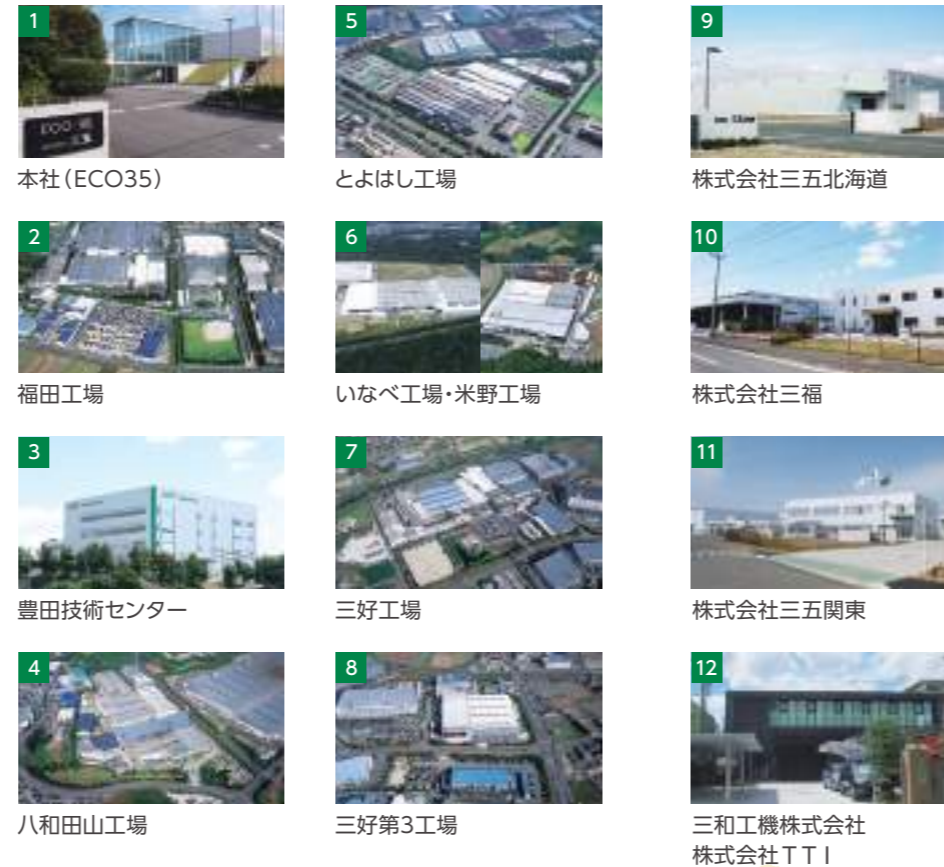 1
本社(ECO35)
2
福田工場
3
豊田技術センター
4
八和田山工場
5
とよはし工場
6
いなべ工場・米野工場
7
三好工場
8
三好第3工場
9
株式会社三五北海道
10
株式会社三福
11
株式会社三五関東
12
三和工機株式会社
株式会社TTI